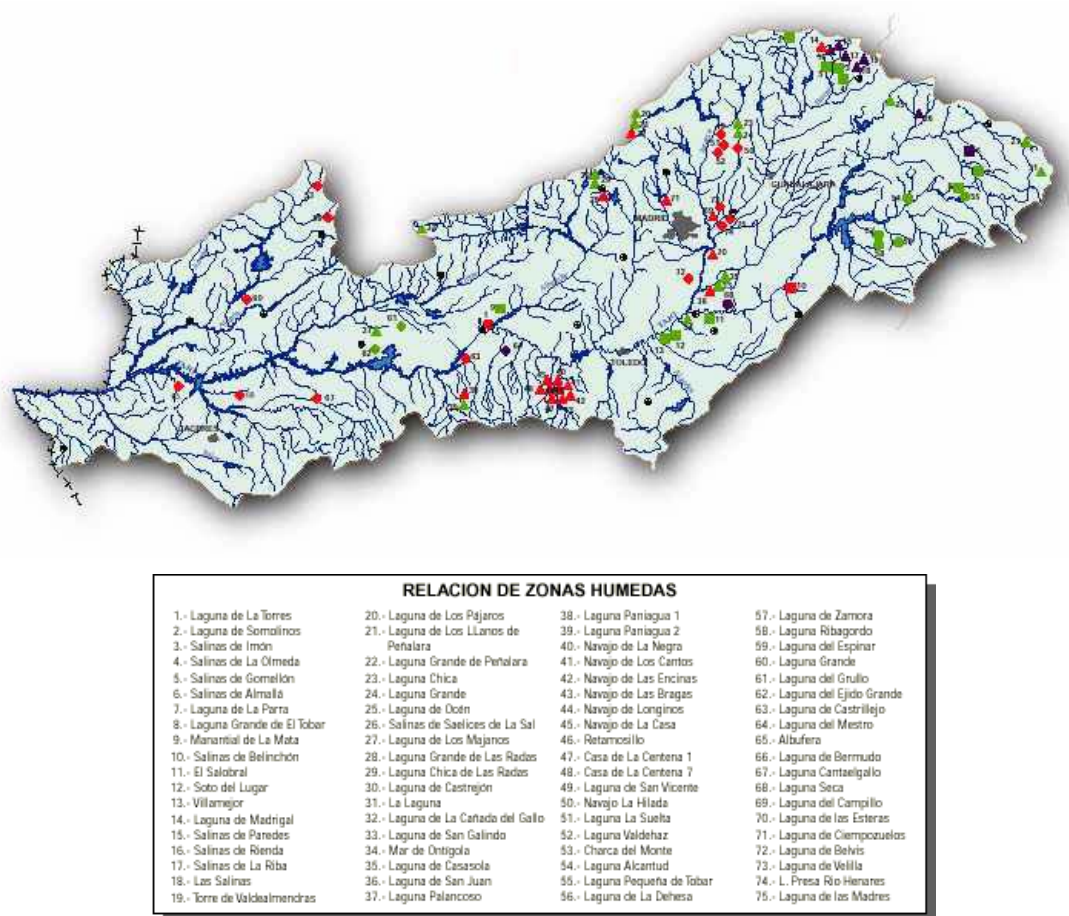 MADRID
GUADALAJARA
TOLEDO
CACERES
RELACION DE ZONAS HUMEDAS
1.- Laguna de La Torres
2.- Laguna de Somolinos
3.- Salinas de Imón
4.- Salinas de La Olmeda
5.- Salinas de Gomellón
6.- Salinas de Almallá
7.- Laguna de La Parra
8.- Laguna Grande de El Tobar
9.- Manantial de La Mata
10.- Salinas de Belinchón
11.- El Salobral
12.- Soto del Lugar
13.- Villamejor
14.- Laguna de Madrigal
15.- Salinas de Paredes
16.- Salinas de Rienda
17.- Salinas de La Riba
18.- Las Salinas
19.- Torre de Valdealmendras
20.- Laguna de Los Pájaros
21.- Laguna de Los LLanos de
Peñalara
22.- Laguna Grande de Peñalara
23.- Laguna Chica
24.- Laguna Grande
25.- Laguna de Océn
26.- Salinas de Saelices de La Sal
27.- Laguna de Los Majanos
28.- Laguna Grande de Las Radas
29.- Laguna Chica de Las Radas
30.- Laguna de Castrejón
31.- La Laguna
32.- Laguna de La Cañada del Gallo
33.- Laguna de San Galindo
34.- Mar de Ontígola
35.- Laguna de Casasola
36.- Laguna de San Juan
37.- Laguna Palancoso
38.- Laguna Paniagua 1
39.- Laguna Paniagua 2
40.- Navajo de La Negra
41.- Navajo de Los Cantos
42.- Navajo de Las Encinas
43.- Navajo de Las Bragas
44.- Navajo de Longinos
45.- Navajo de La Casa
46.- Retamosillo
47.- Casa de La Centena 1
48.- Casa de La Centena 7
49.- Laguna de San Vicente
50.- Navajo La Hilada
51.- Laguna La Suelta
52.- Laguna Valdehaz
53.- Charca del Monte
54.- Laguna Alcantud
55.- Laguna Pequeña de Tobar
56.- Laguna de La Dehesa
57.- Laguna de Zamora
58.- Laguna Ribagordo
59.- Laguna del Espinar
60.- Laguna Grande
61.- Laguna del Grullo
62.- Laguna del Ejido Grande
63.- Laguna de Castrillejo
64.- Laguna del Mestro
65.- Albufera
66.- Laguna de Bermudo
67.- Laguna Cantaelgallo
68.- Laguna Seca
69.- Laguna del Campillo
70.- Laguna de las Esteras
71.- Laguna de Ciempozuelos
72.- Laguna de Belvis
73.- Laguna de Velilla
74.- L. Presa Río Henares
75.- Laguna de las Madres